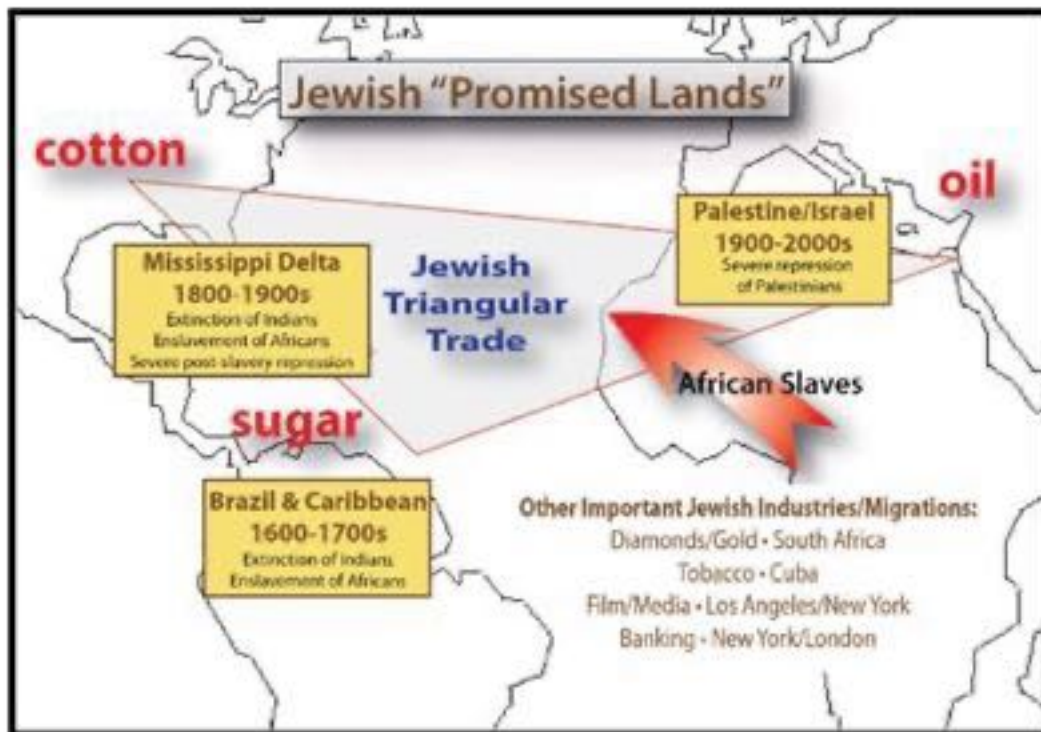 Jewish "Promised Lands"
cotton
oil
Palestine/Israel
1900-2000s
Severe repression
of Palestinians
Mississippi Delta
1800-1900s
Extinction of Indians
Enslavement of Africans
Severe post-slavery repression
Jewish
Triangular
Trade
African Slaves
sugar
Brazil & Caribbean
1600-1700s
Extinction of Indians
Enslavement of Africans
Other Important Jewish Industries/Migrations:
Diamonds/Gold • South Africa
Tobacco • Cuba
Film/Media • Los Angeles/New York
Banking • New York/London